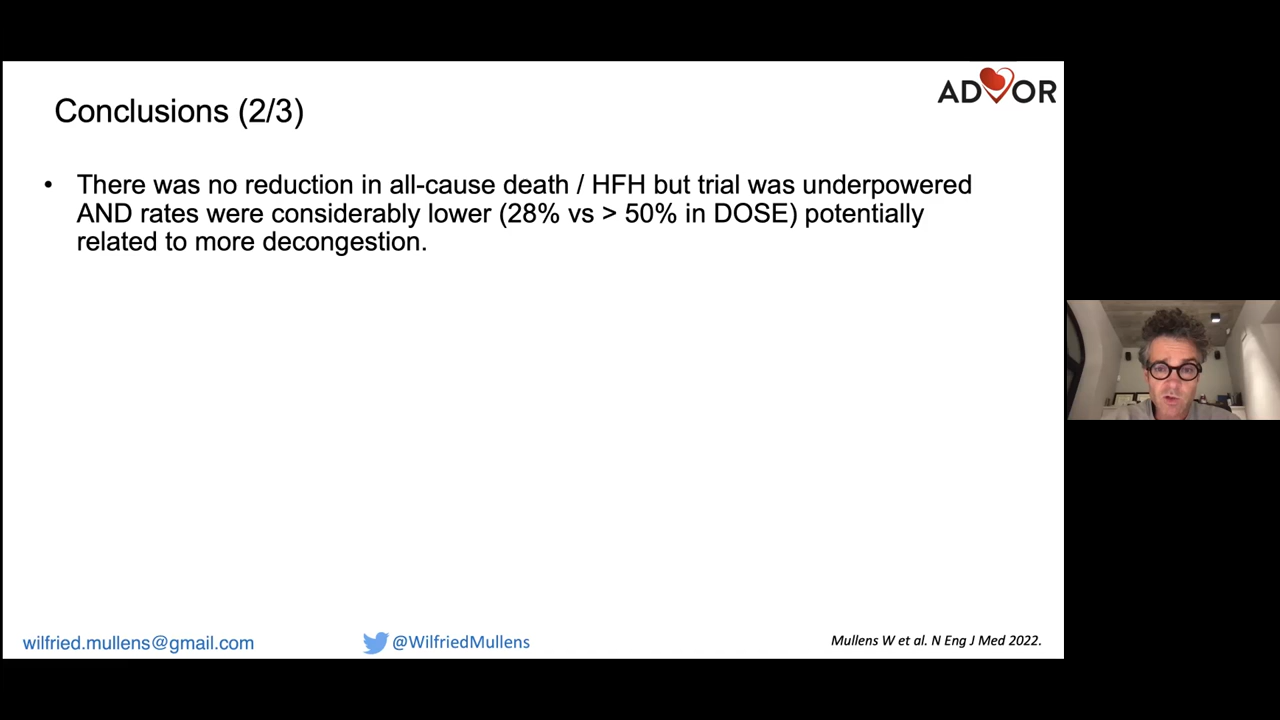 ADVOR
Conclusions (2/3)
• There was no reduction in all-cause death / HFH but trial was underpowered
AND rates were considerably lower (28% vs > 50% in DOSE) potentially
related to more decongestion.
wilfried.mullens@gmail.com
@WilfriedMullens
Mullens W et al. N Eng J Med 2022.